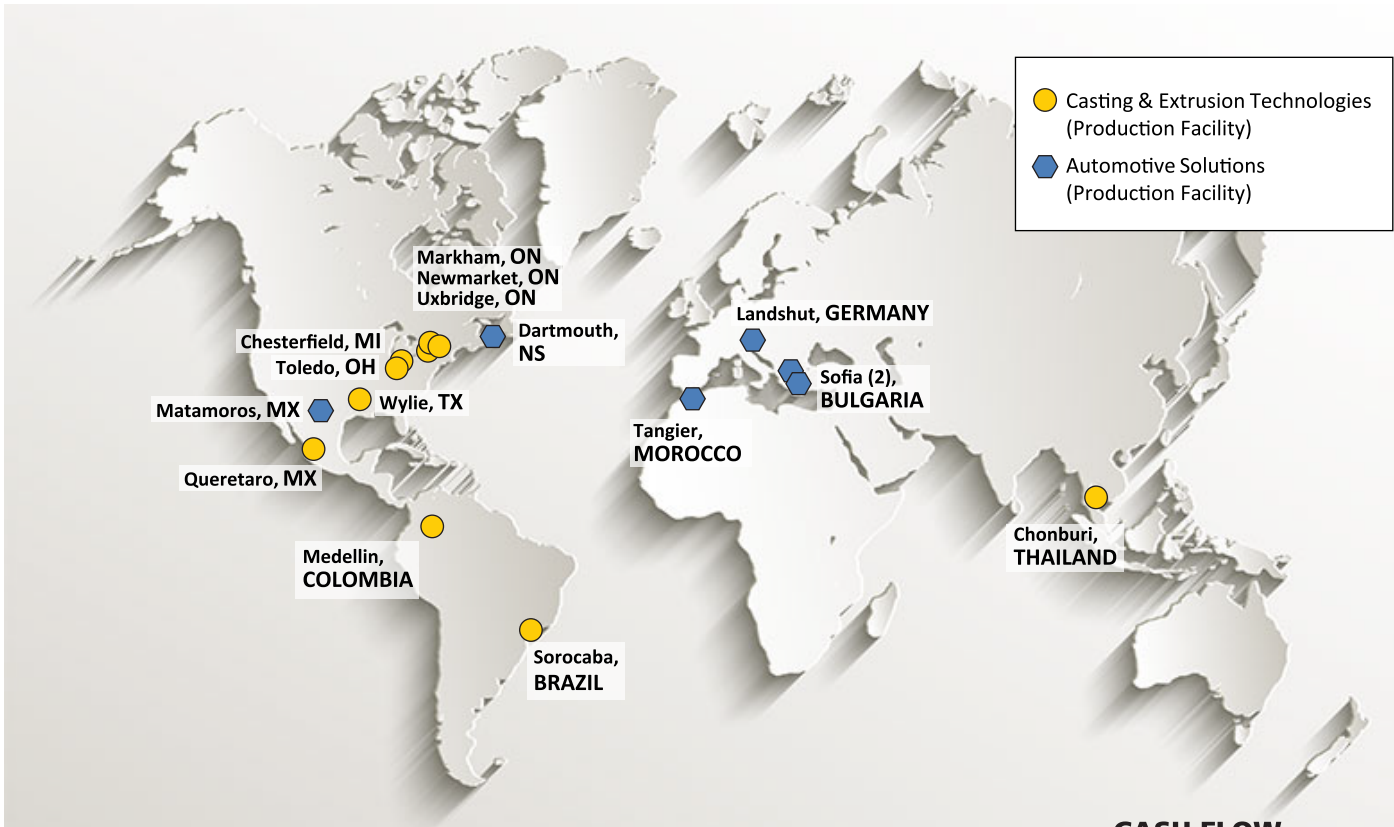 Casting & Extrusion Technologies
(Production Facility)
Automotive Solutions
(Production Facility)
Markham, ON
Newmarket, ON
Uxbridge, ON
Chesterfield, MI
Toledo, OH
Dartmouth,
NS
Landshut, GERMANY
Sofia (2),
BULGARIA
Matamoros, MX
Wylie, TX
Tangier,
MOROCCO
Queretaro, MX
Medellin,
COLOMBIA
Chonburi,
THAILAND
Sorocaba,
BRAZIL
CASH FLOW